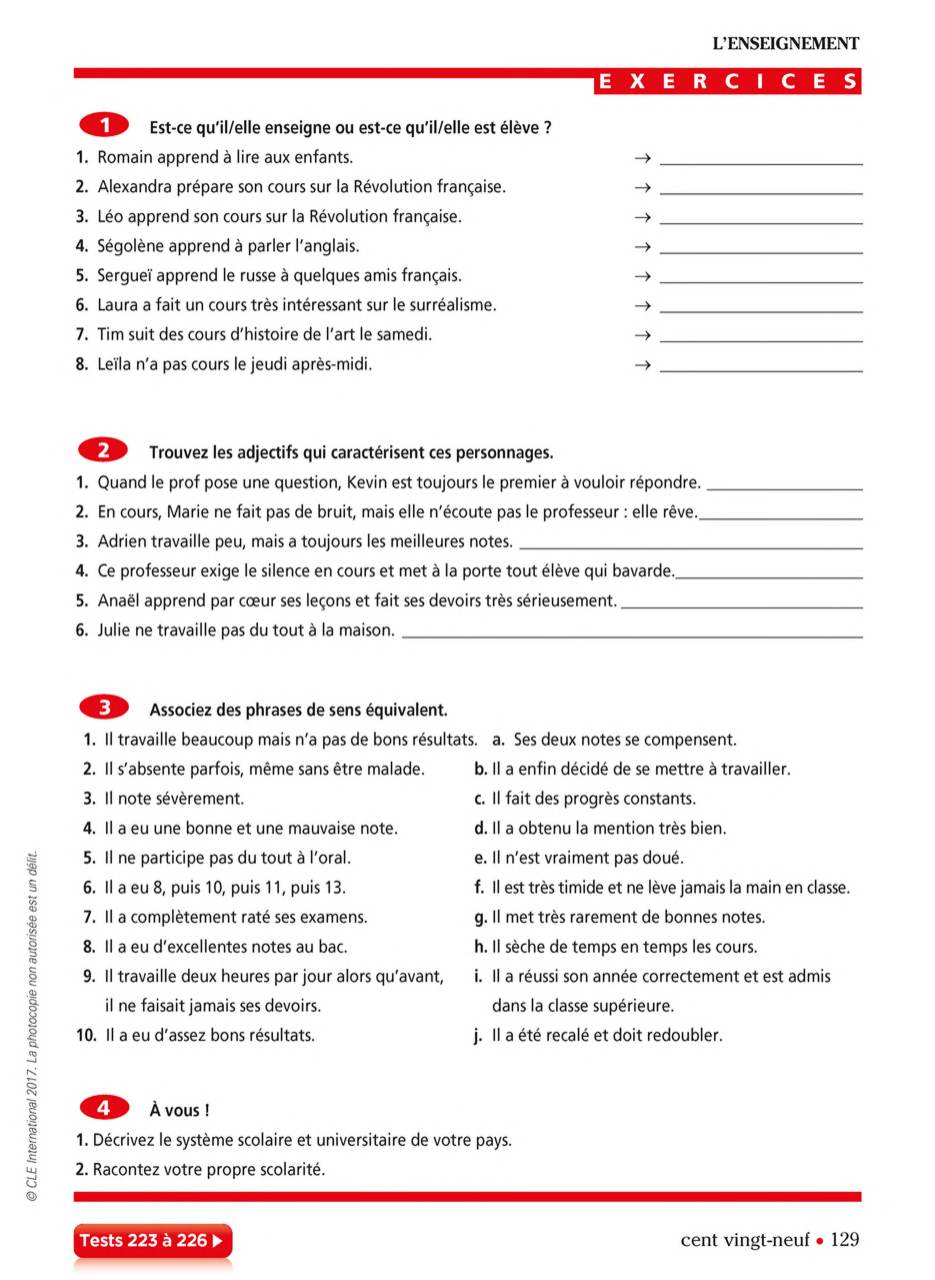 L'ENSEIGNEMENT
EXERCICES
1 Est-ce qu'il/elle enseigne ou est-ce qu'il/elle est élève ?
1. Romain apprend à lire aux enfants. →
2. Alexandra prépare son cours sur la Révolution française. →
3. Léo apprend son cours sur la Révolution française. →
4. Ségolène apprend à parler l'anglais. →
5. Sergueï apprend le russe à quelques amis français. →
6. Laura a fait un cours très intéressant sur le surréalisme. →
7. Tim suit des cours d'histoire de l'art le samedi. →
8. Leïla n'a pas cours le jeudi après-midi. →
2 Trouvez les adjectifs qui caractérisent ces personnages.
1. Quand le prof pose une question, Kevin est toujours le premier à vouloir répondre.
2. En cours, Marie ne fait pas de bruit, mais elle n'écoute pas le professeur : elle rêve.
3. Adrien travaille peu, mais a toujours les meilleures notes.
4. Ce professeur exige le silence en cours et met à la porte tout élève qui bavarde.
5. Anaël apprend par cœur ses leçons et fait ses devoirs très sérieusement.
6. Julie ne travaille pas du tout à la maison.
3 Associez des phrases de sens équivalent.
1. Il travaille beaucoup mais n'a pas de bons résultats. a. Ses deux notes se compensent.
2. Il s'absente parfois, même sans être malade. b. Il a enfin décidé de se mettre à travailler.
3. Il note sévèrement. c. Il fait des progrès constants.
4. Il a eu une bonne et une mauvaise note. d. Il a obtenu la mention très bien.
5. Il ne participe pas du tout à l'oral. e. Il n'est vraiment pas doué.
6. Il a eu 8, puis 10, puis 11, puis 13. f. Il est très timide et ne lève jamais la main en classe.
7. Il a complètement raté ses examens. g. Il met très rarement de bonnes notes.
8. Il a eu d'excellentes notes au bac. h. Il sèche de temps en temps les cours.
9. Il travaille deux heures par jour alors qu'avant, i. Il a réussi son année correctement et est admis
il ne faisait jamais ses devoirs. dans la classe supérieure.
10. Il a eu d'assez bons résultats. j. Il a été recalé et doit redoubler.
4 À vous !
1. Décrivez le système scolaire et universitaire de votre pays.
2. Racontez votre propre scolarité.
© CLE International 2017. La photocopie non autorisée est un délit.
Tests 223 à 226
cent vingt-neuf • 129